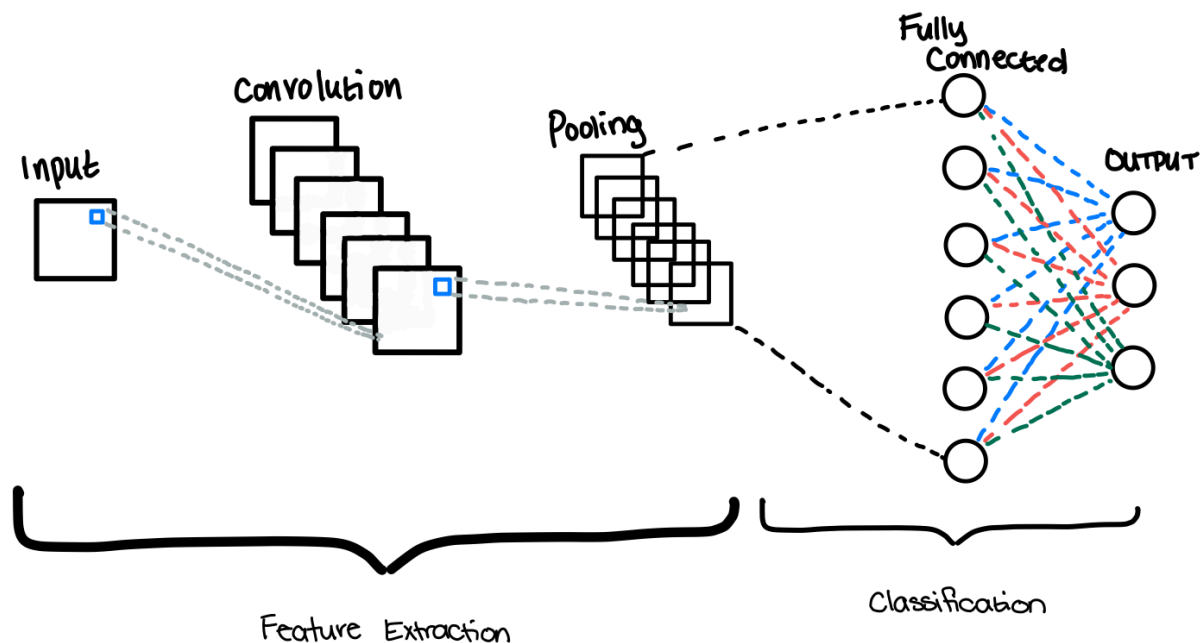 Input
Convolution
Pooling
Fully
Connected
OUTPUT
Feature Extraction
Classification